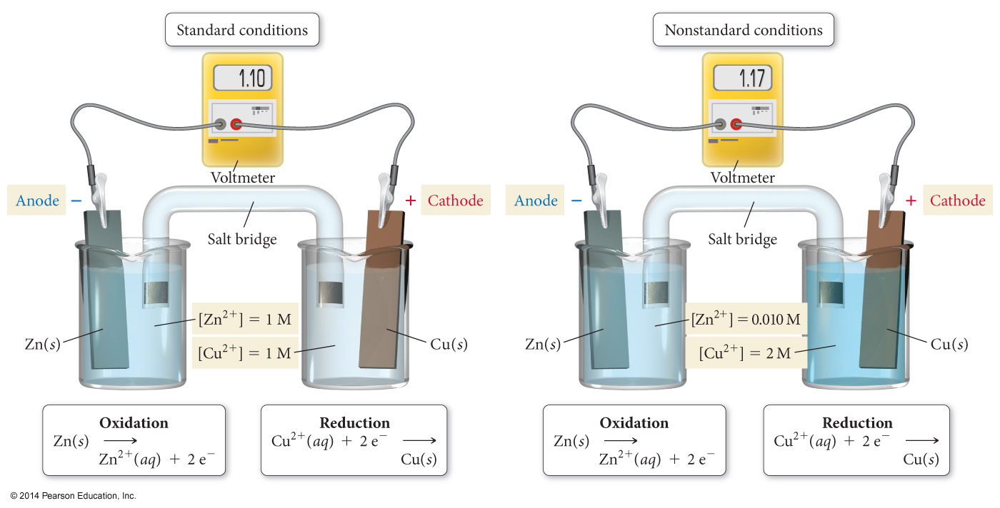 Standard conditions
1.10
Voltmeter
Anode −
+ Cathode
Salt bridge
[Zn²⁺] = 1 M
[Cu²⁺] = 1 M
Zn(s)
Cu(s)
Oxidation
Zn(s) ⟶
Zn²⁺(aq) + 2 e⁻
Reduction
Cu²⁺(aq) + 2 e⁻ ⟶
Cu(s)
Nonstandard conditions
1.17
Voltmeter
Anode −
+ Cathode
Salt bridge
[Zn²⁺] = 0.010 M
[Cu²⁺] = 2 M
Zn(s)
Cu(s)
Oxidation
Zn(s) ⟶
Zn²⁺(aq) + 2 e⁻
Reduction
Cu²⁺(aq) + 2 e⁻ ⟶
Cu(s)
© 2014 Pearson Education, Inc.